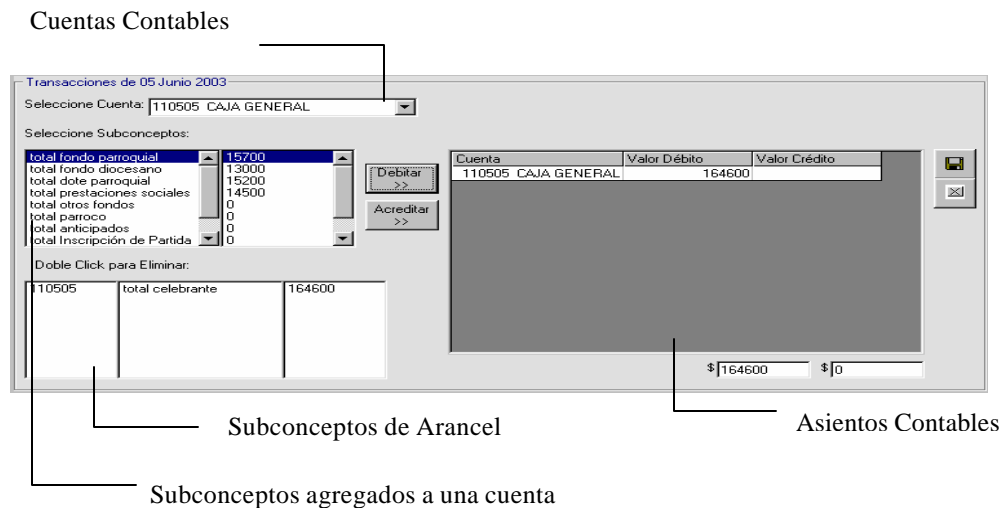 Cuentas Contables
Transacciones de 05 Junio 2003
Seleccione Cuenta: 110505 CAJA GENERAL
Seleccione Subconceptos:
total fondo parroquial 15700
total fondo diocesano 13000
total dote parroquial 15200
total prestaciones sociales 14500
total otros fondos 0
total parroco 0
total anticipados 0
total Inscripción de Partida 0
Debitar >>
Acreditar >>
Cuenta Valor Débito Valor Crédito
110505 CAJA GENERAL 164600
Doble Click para Eliminar:
110505 total celebrante 164600
$ 164600 $ 0
Subconceptos de Arancel
Asientos Contables
Subconceptos agregados a una cuenta